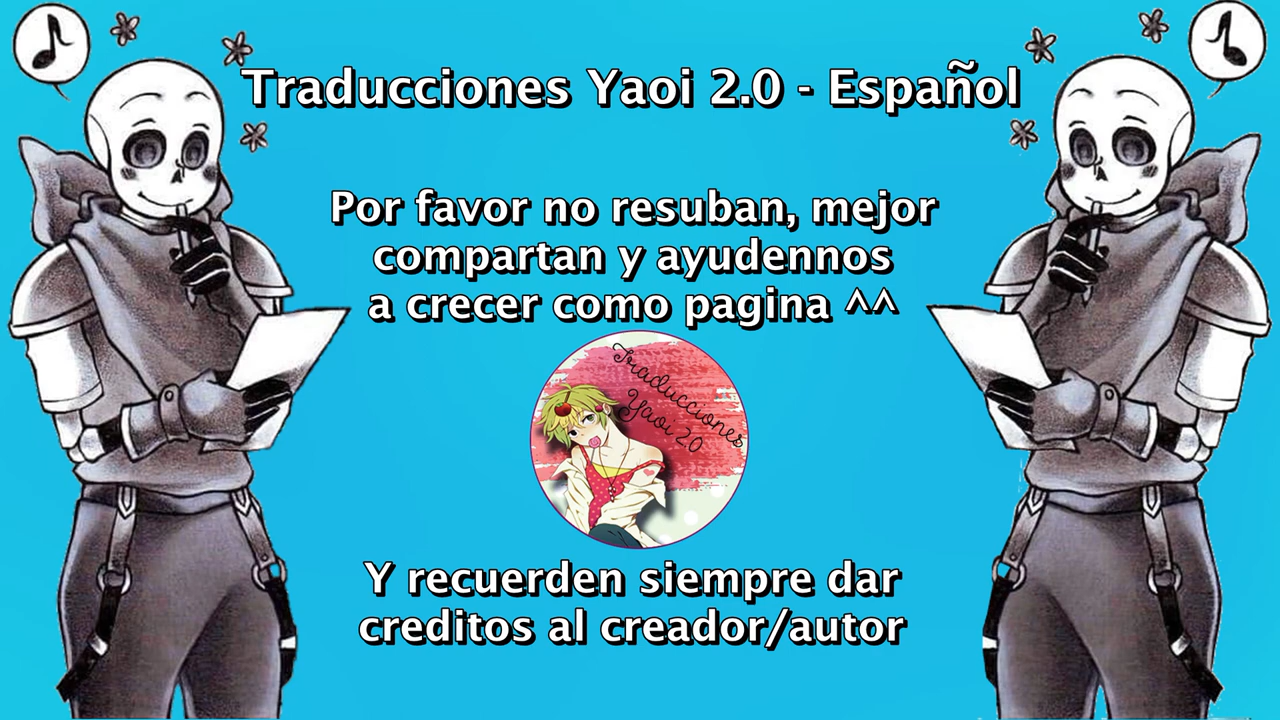 Traducciones Yaoi 2.0 - Español
Por favor no resuban, mejor
compartan y ayudennos
a crecer como pagina ^^
Traducciones
Yaoi 2.0
Y recuerden siempre dar
creditos al creador/autor